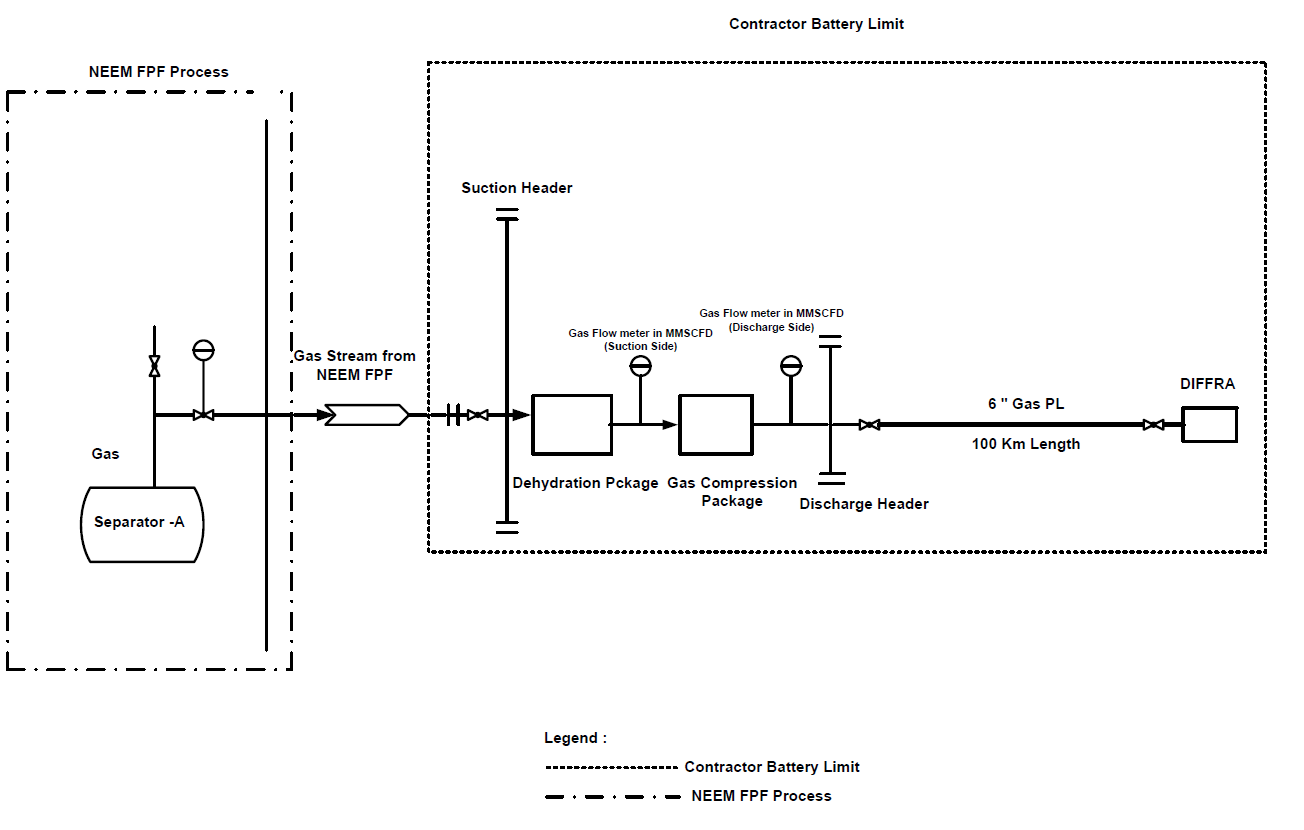 Contractor Battery Limit
NEEM FPF Process
Suction Header
Gas Flow meter in MMSCFD
(Discharge Side)
Gas Flow meter in MMSCFD
(Suction Side)
Gas Stream from
NEEM FPF
DIFFRA
6 " Gas PL
100 Km Length
Gas
Separator -A
Dehydration Pckage
Gas Compression
Package
Discharge Header
Legend :
Contractor Battery Limit
NEEM FPF Process